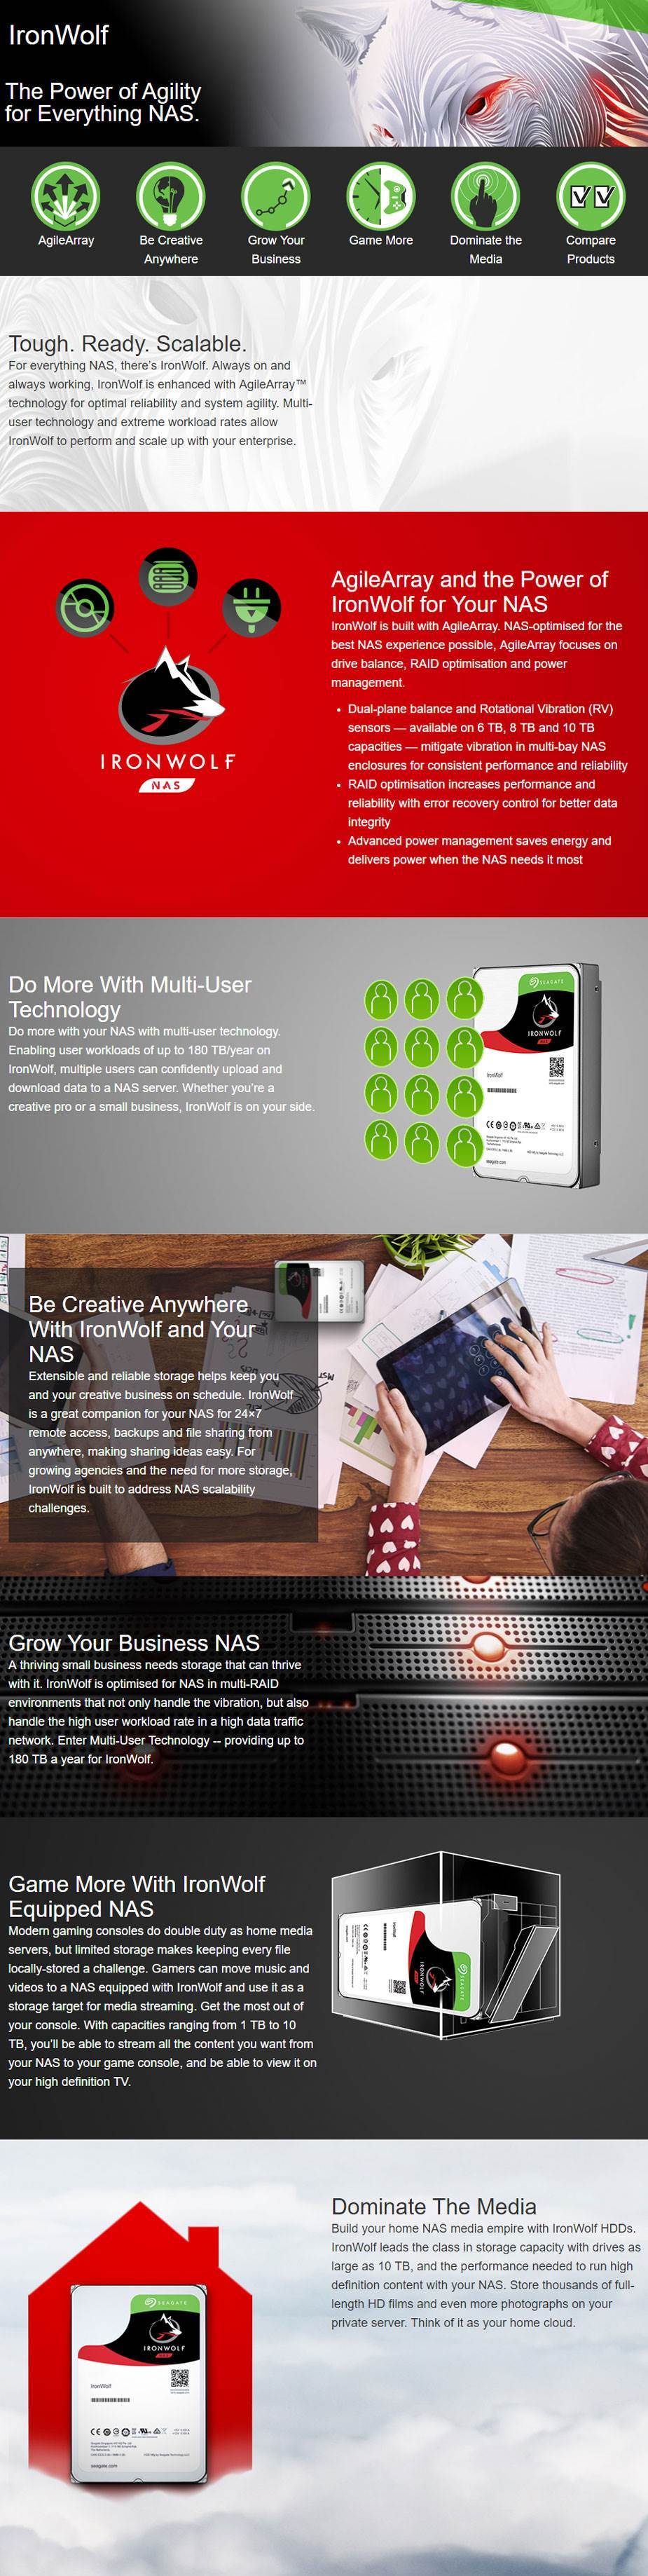 IronWolf
The Power of Agility
for Everything NAS.
AgileArray
Be Creative
Anywhere
Grow Your
Business
Game More
Dominate the
Media
Compare
Products
Tough. Ready. Scalable.
For everything NAS, there's IronWolf. Always on and
always working, IronWolf is enhanced with AgileArray™
technology for optimal reliability and system agility. Multi-
user technology and extreme workload rates allow
IronWolf to perform and scale up with your enterprise.
IRONWOLF
NAS
AgileArray and the Power of
IronWolf for Your NAS
IronWolf is built with AgileArray. NAS-optimised for the
best NAS experience possible, AgileArray focuses on
drive balance, RAID optimisation and power
management.
• Dual-plane balance and Rotational Vibration (RV)
sensors — available on 6 TB, 8 TB and 10 TB
capacities — mitigate vibration in multi-bay NAS
enclosures for consistent performance and reliability
• RAID optimisation increases performance and
reliability with error recovery control for better data
integrity
• Advanced power management saves energy and
delivers power when the NAS needs it most
Do More With Multi-User
Technology
Do more with your NAS with multi-user technology.
Enabling user workloads of up to 180 TB/year on
IronWolf, multiple users can confidently upload and
download data to a NAS server. Whether you're a
creative pro or a small business, IronWolf is on your side.
SEAGATE
IRONWOLF
NAS
IronWolf
seagate.com
Be Creative Anywhere
With IronWolf and Your
NAS
Extensible and reliable storage helps keep you
and your creative business on schedule. IronWolf
is a great companion for your NAS for 24×7
remote access, backups and file sharing from
anywhere, making sharing ideas easy. For
growing agencies and the need for more storage,
IronWolf is built to address NAS scalability
challenges.
Grow Your Business NAS
A thriving small business needs storage that can thrive
with it. IronWolf is optimised for NAS in multi-RAID
environments that not only handle the vibration, but also
handle the high user workload rate in a high data traffic
network. Enter Multi-User Technology -- providing up to
180 TB a year for IronWolf.
Game More With IronWolf
Equipped NAS
Modern gaming consoles do double duty as home media
servers, but limited storage makes keeping every file
locally-stored a challenge. Gamers can move music and
videos to a NAS equipped with IronWolf and use it as a
storage target for media streaming. Get the most out of
your console. With capacities ranging from 1 TB to 10
TB, you'll be able to stream all the content you want from
your NAS to your game console, and be able to view it on
your high definition TV.
IronWolf
IRONWOLF
SEAGATE
Dominate The Media
Build your home NAS media empire with IronWolf HDDs.
IronWolf leads the class in storage capacity with drives as
large as 10 TB, and the performance needed to run high
definition content with your NAS. Store thousands of full-
length HD films and even more photographs on your
private server. Think of it as your home cloud.
SEAGATE
IRONWOLF
NAS
IronWolf
seagate.com